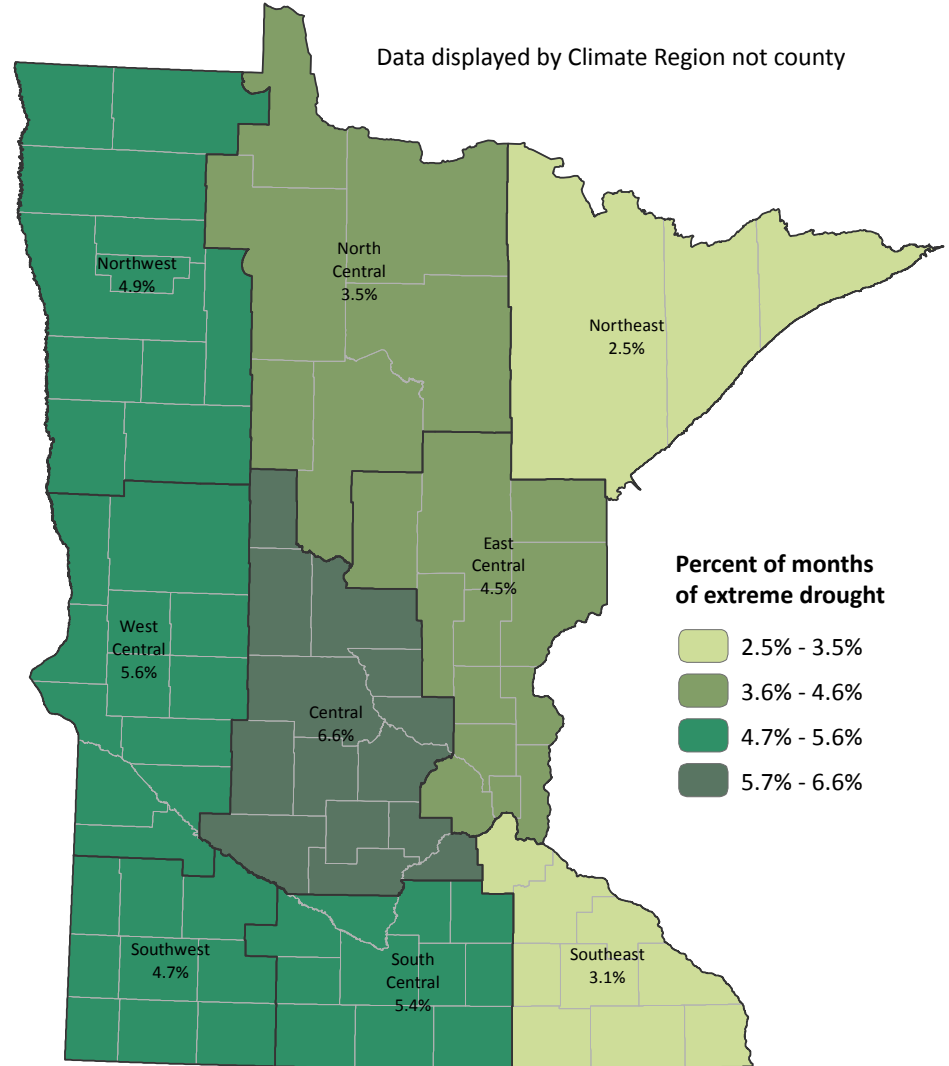 Data displayed by Climate Region not county
North
Central
3.5%
Northwest
4.9%
Northeast
2.5%
East
Central
4.5%
Percent of months
of extreme drought
2.5% - 3.5%
3.6% - 4.6%
4.7% - 5.6%
5.7% - 6.6%
West
Central
5.6%
Central
6.6%
Southwest
4.7%
South
Central
5.4%
Southeast
3.1%